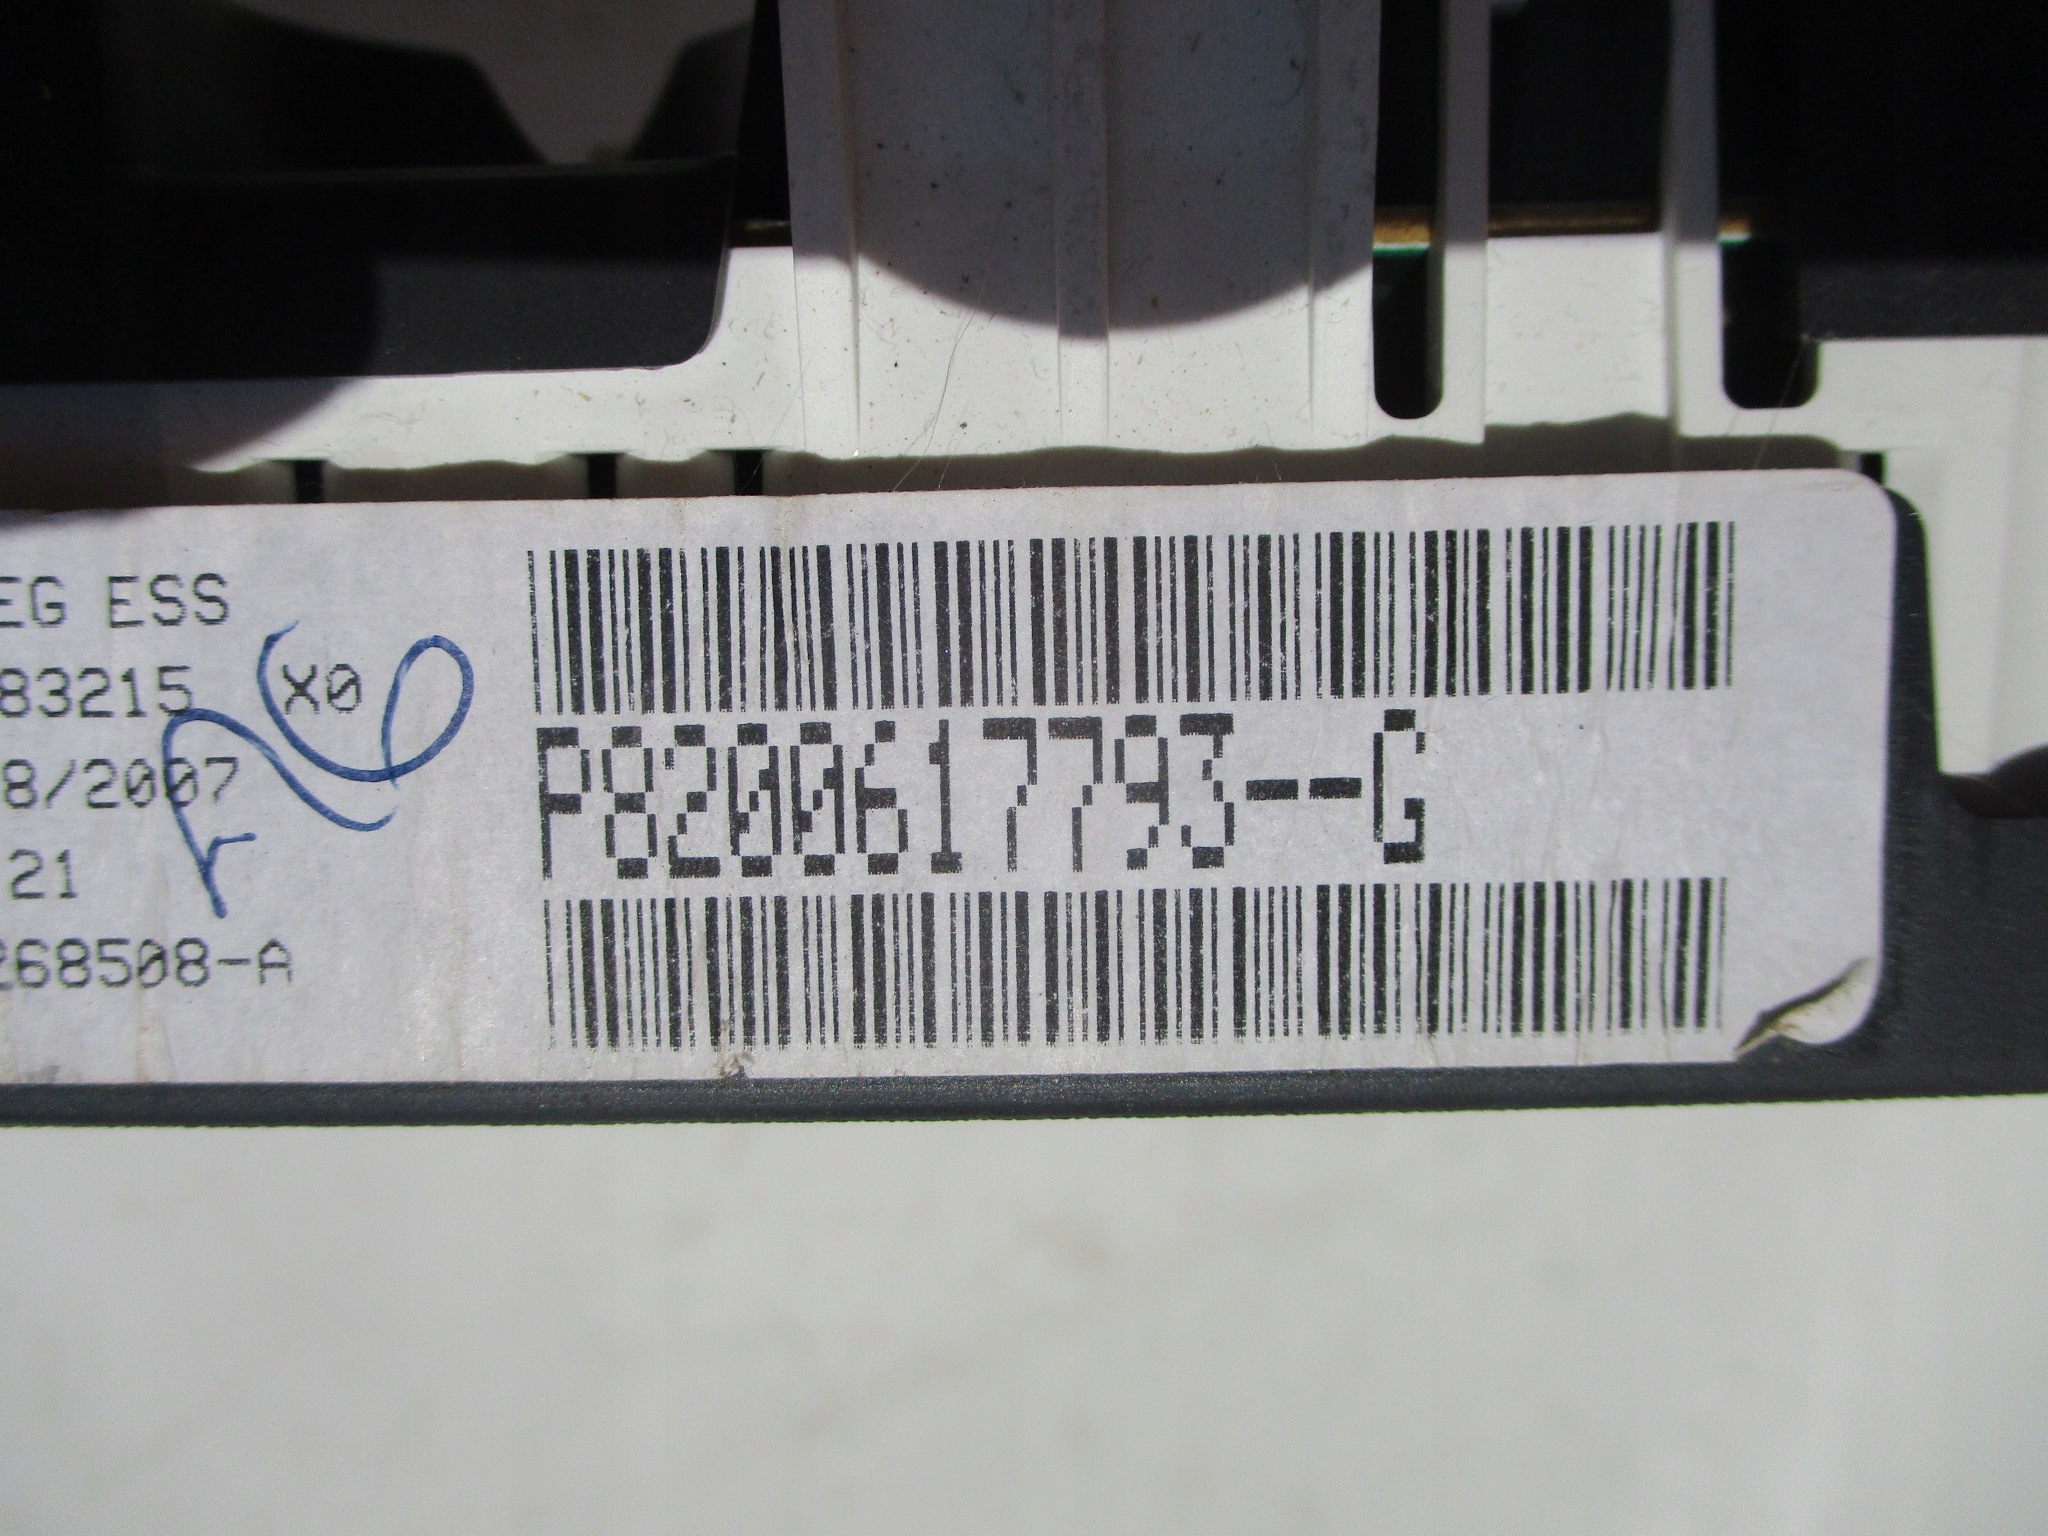 EG ESS
83215 X0
8/2007
21
268508-A
P8200617793--G